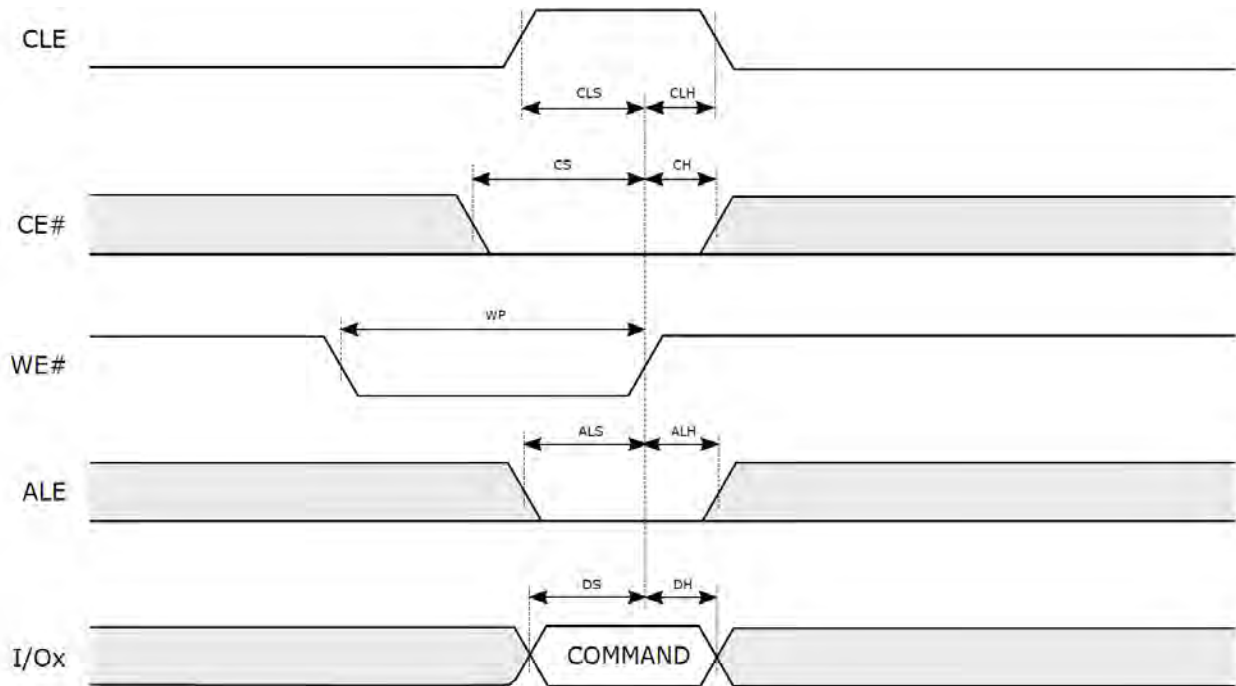 CLE
CLS CLH
CS CH
CE#
WP
WE#
ALS ALH
ALE
DS DH
I/Ox COMMAND